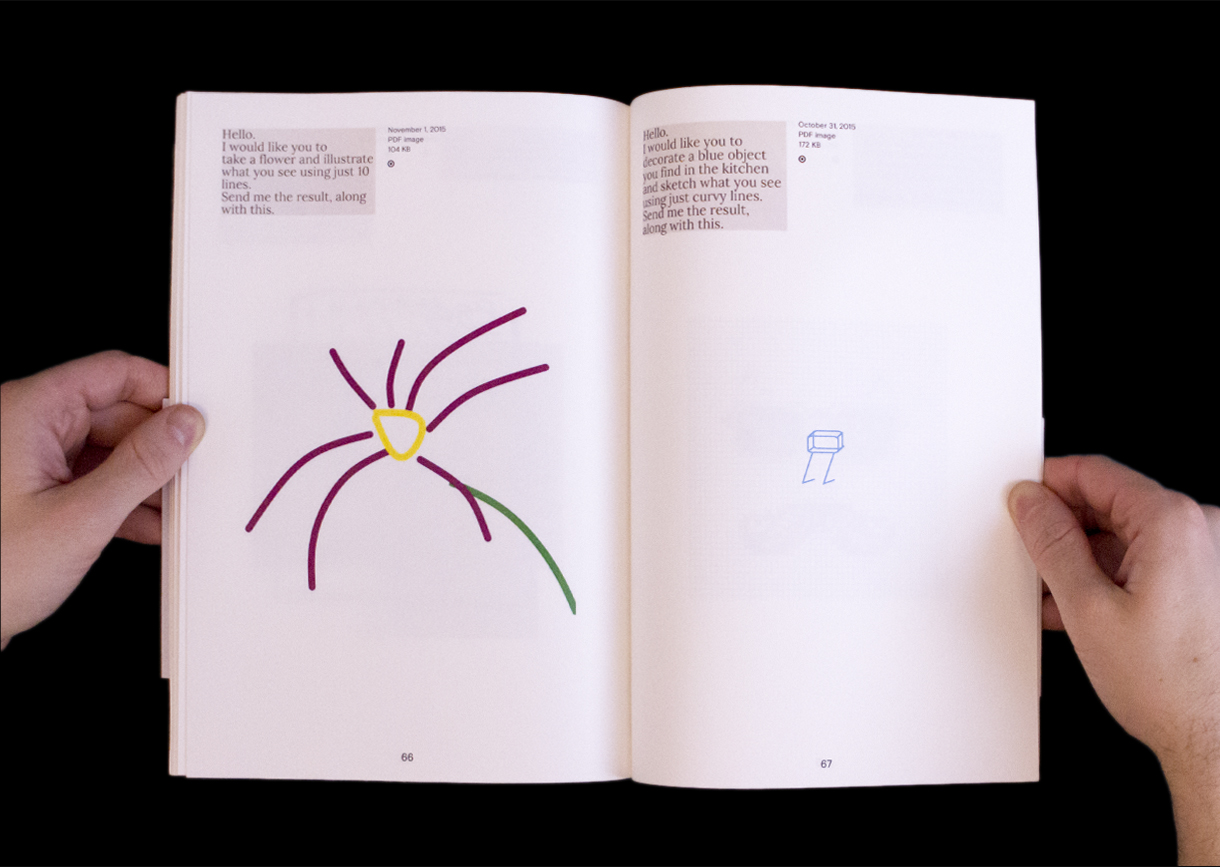 Hello.
I would like you to
take a flower and illustrate
what you see using just 10
lines.
Send me the result, along
with this.
November 1, 2015
PDF image
104 KB
66
Hello.
I would like you to
decorate a blue object
you find in the kitchen
and sketch what you see
using just curvy lines.
Send me the result,
along with this.
October 31, 2015
PDF image
172 KB
67